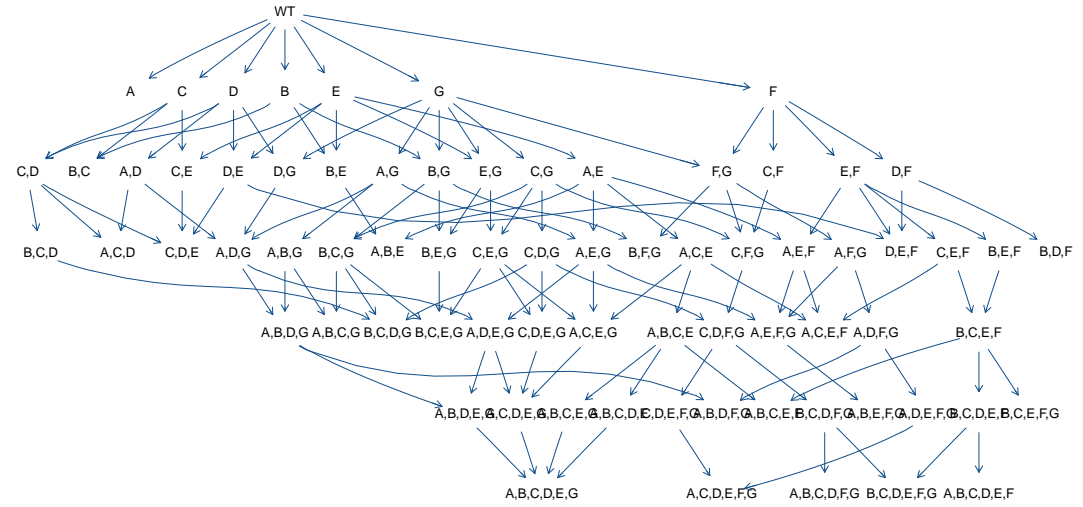 WT
A C D B E G F
C,D B,C A,D C,E D,E D,G B,E A,G B,G E,G C,G A,E F,G C,F E,F D,F
B,C,D A,C,D C,D,E A,D,G A,B,G B,C,G A,B,E B,E,G C,E,G C,D,G A,E,G B,F,G A,C,E C,F,G A,E,F A,F,G D,E,F C,E,F B,E,F B,D,F
A,B,D,G A,B,C,G B,C,D,G B,C,E,G A,D,E,G C,D,E,G A,C,E,G A,B,C,E C,D,F,G A,E,F,G A,C,E,F A,D,F,G B,C,E,F
A,B,D,E,G A,C,D,E,G A,B,C,E,G A,B,C,D,E C,D,E,F,G A,B,D,F,G A,B,C,E,F B,C,D,F,G A,B,E,F,G A,D,E,F,G B,C,D,E,F B,C,E,F,G
A,B,C,D,E,G A,C,D,E,F,G A,B,C,D,F,G B,C,D,E,F,G A,B,C,D,E,F